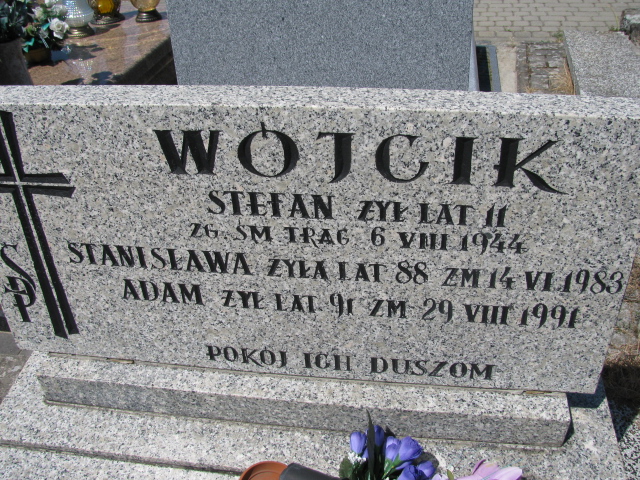 WÓJCIK
STEFAN ŻYŁ LAT 11
ZG. ŚM TRAG 6 VIII 1944
STANISŁAWA ŻYŁA LAT 88 ZM 14 VI 1983
ADAM ŻYŁ LAT 91 ZM 29 VIII 1991
Ś P
POKÓJ ICH DUSZOM